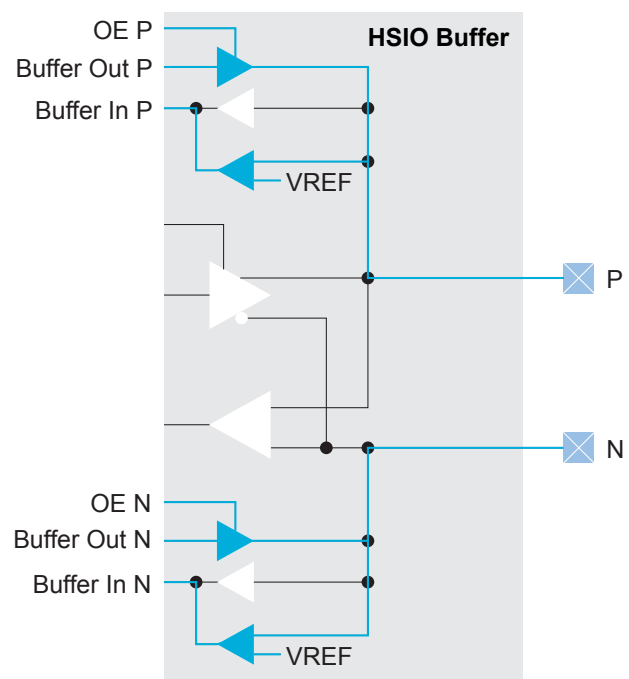 OE P
HSIO Buffer
Buffer Out P
Buffer In P
VREF
P
N
OE N
Buffer Out N
Buffer In N
VREF